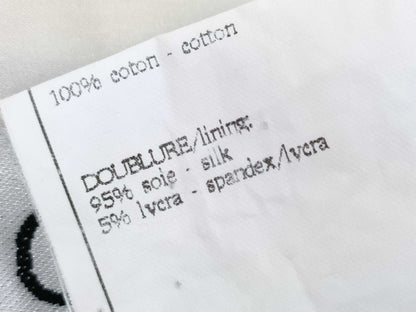 100% coton - cotton
DOUBLURE/lining:
95% soie - silk
5% lycra - spandex/lycra